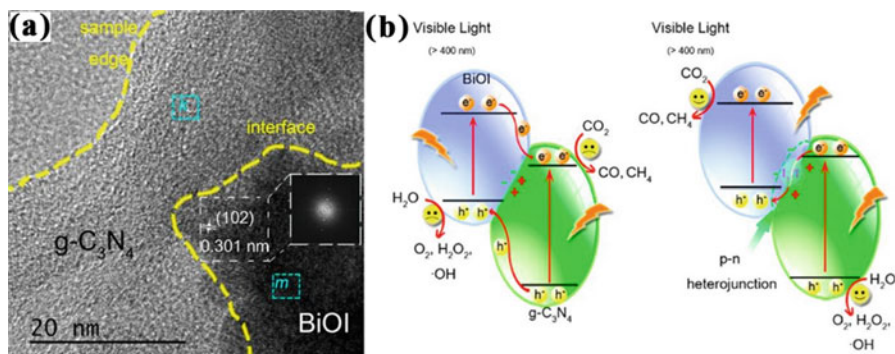 (a)
sample
edge
k
interface
(102)
0.301 nm
g-C₃N₄
m
20 nm
BiOI
(b)
Visible Light
(> 400 nm)
BiOI
e⁻ e⁻
e⁻
CO₂
e⁻ e⁻
CO, CH₄
H₂O
h⁺ h⁺
O₂, H₂O₂,
·OH
h⁺
h⁺ h⁺
g-C₃N₄
Visible Light
(> 400 nm)
CO₂
e⁻ e⁻
CO, CH₄
e⁻ e⁻
h⁺ h⁺
p-n
heterojunction
h⁺ h⁺
H₂O
O₂, H₂O₂,
·OH